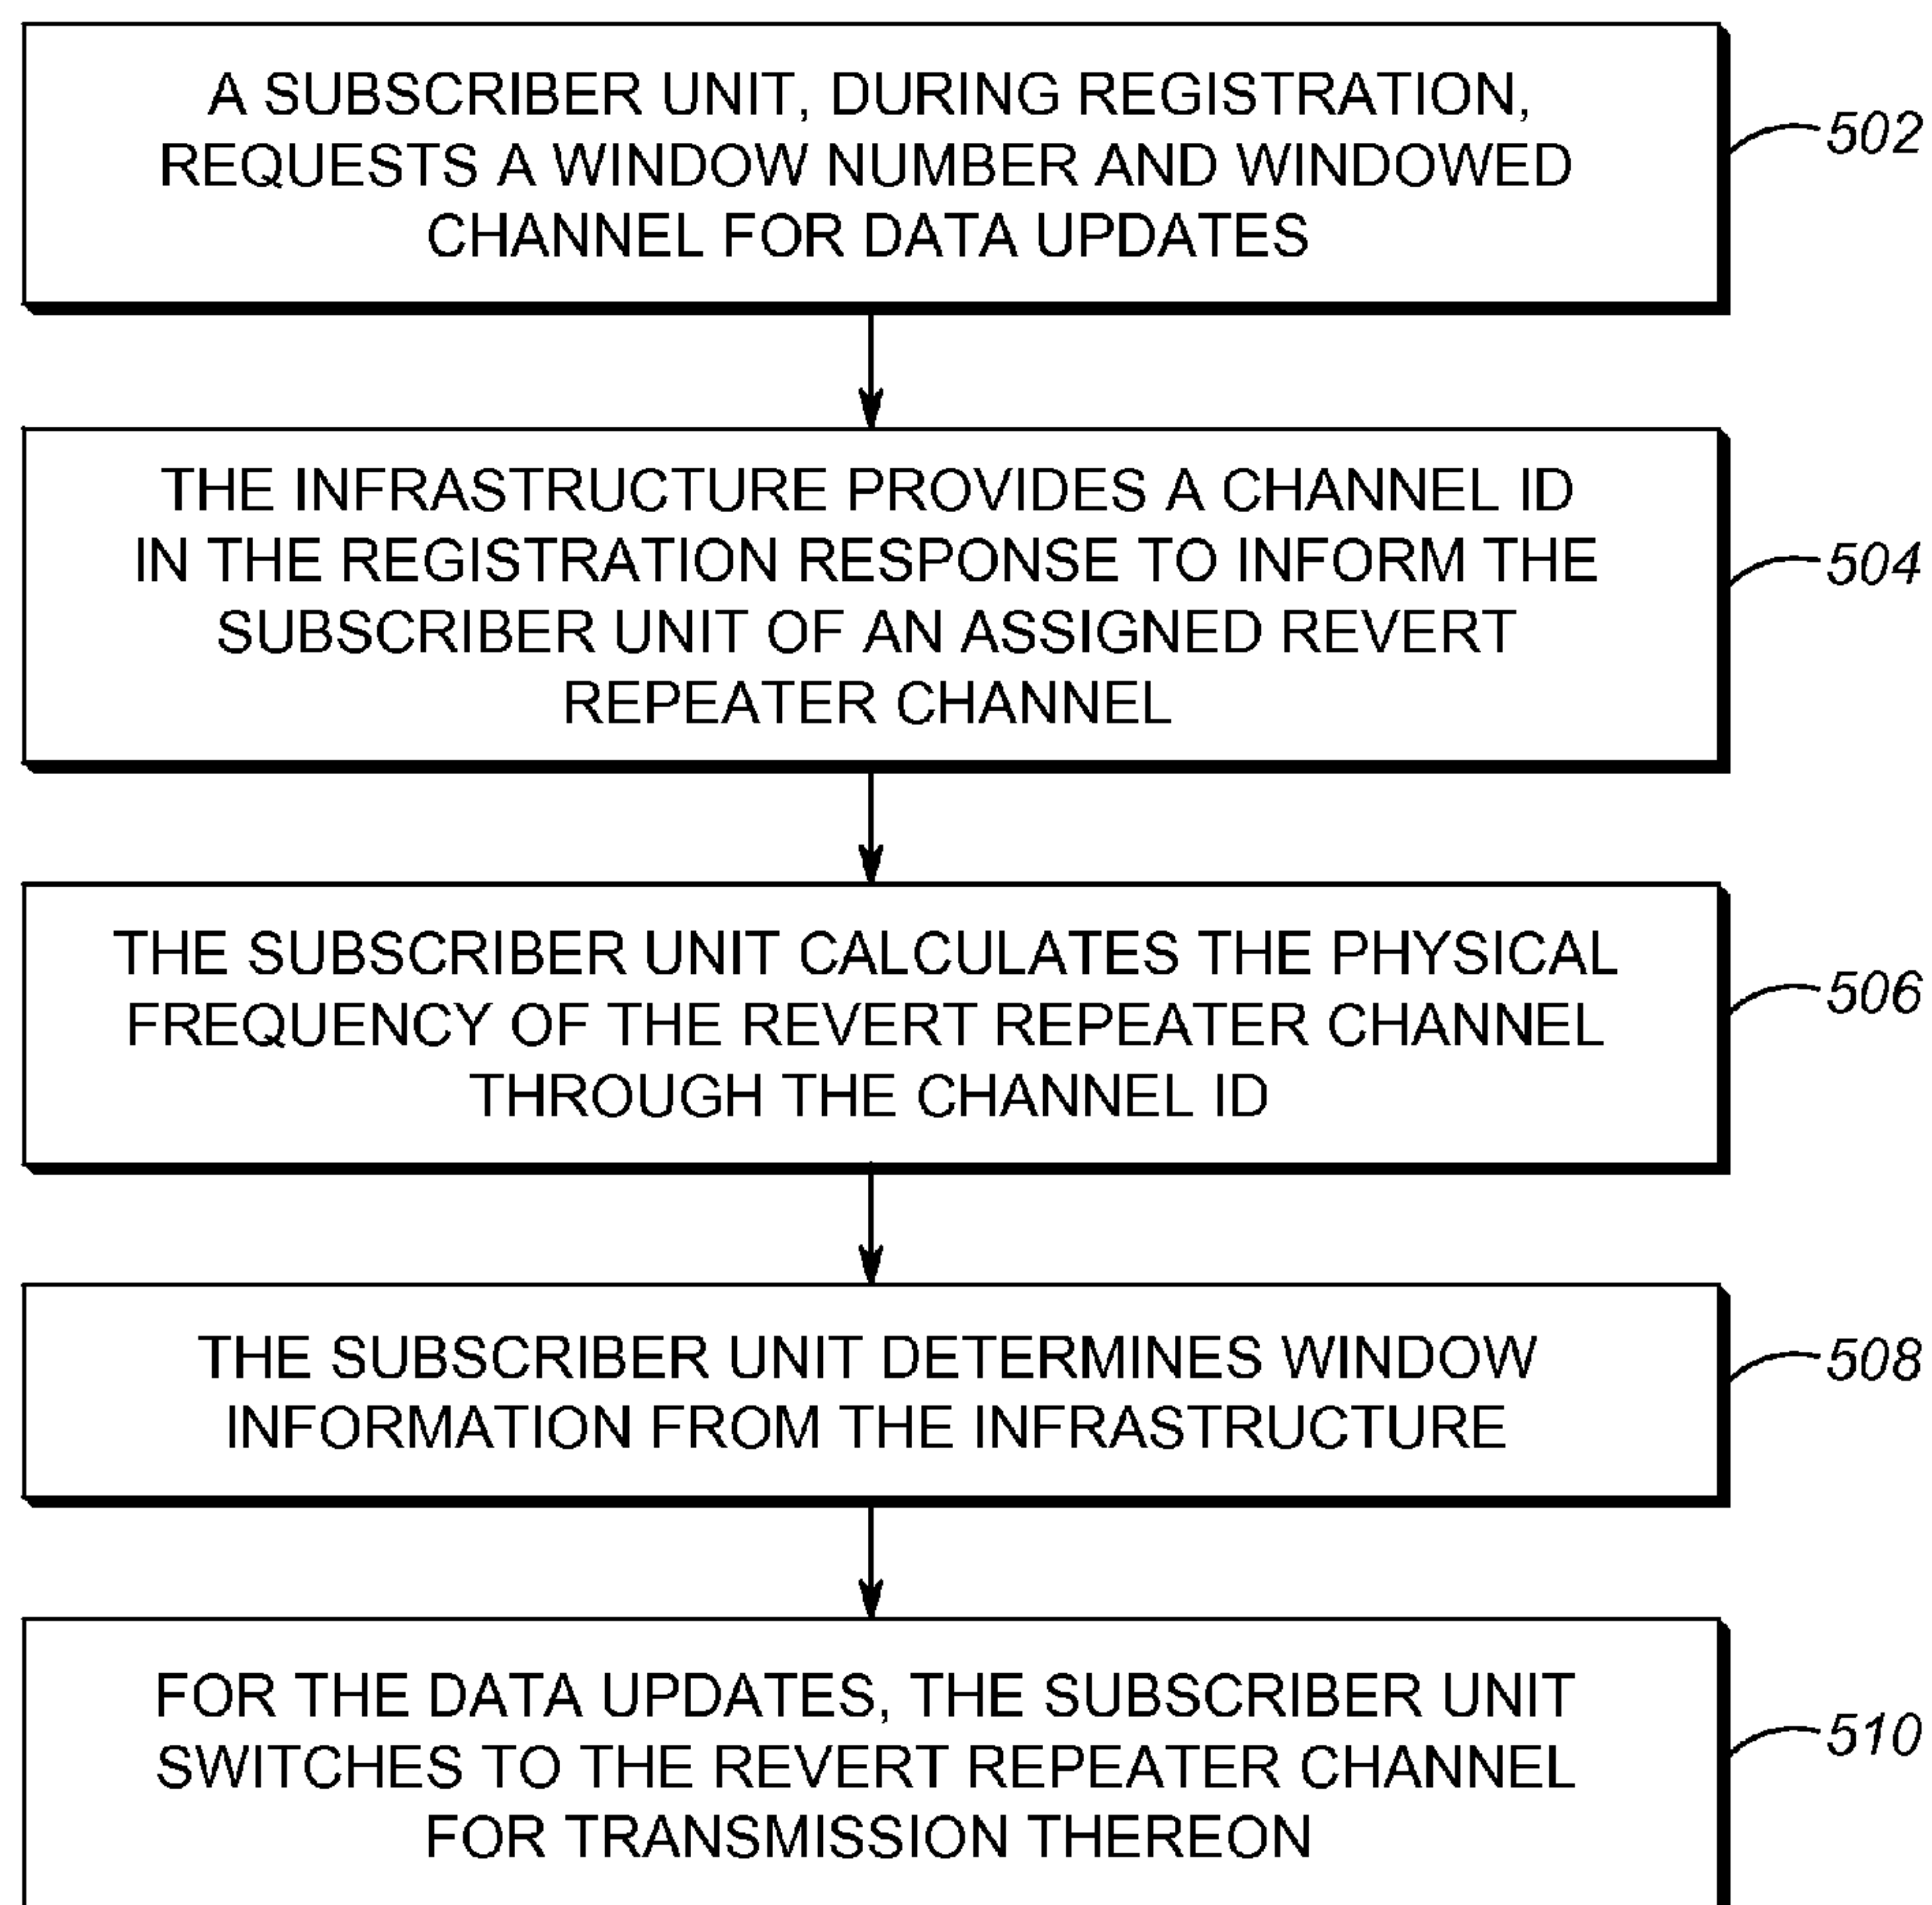 A SUBSCRIBER UNIT, DURING REGISTRATION,
REQUESTS A WINDOW NUMBER AND WINDOWED
CHANNEL FOR DATA UPDATES
502
THE INFRASTRUCTURE PROVIDES A CHANNEL ID
IN THE REGISTRATION RESPONSE TO INFORM THE
SUBSCRIBER UNIT OF AN ASSIGNED REVERT
REPEATER CHANNEL
504
THE SUBSCRIBER UNIT CALCULATES THE PHYSICAL
FREQUENCY OF THE REVERT REPEATER CHANNEL
THROUGH THE CHANNEL ID
506
THE SUBSCRIBER UNIT DETERMINES WINDOW
INFORMATION FROM THE INFRASTRUCTURE
508
FOR THE DATA UPDATES, THE SUBSCRIBER UNIT
SWITCHES TO THE REVERT REPEATER CHANNEL
FOR TRANSMISSION THEREON
510